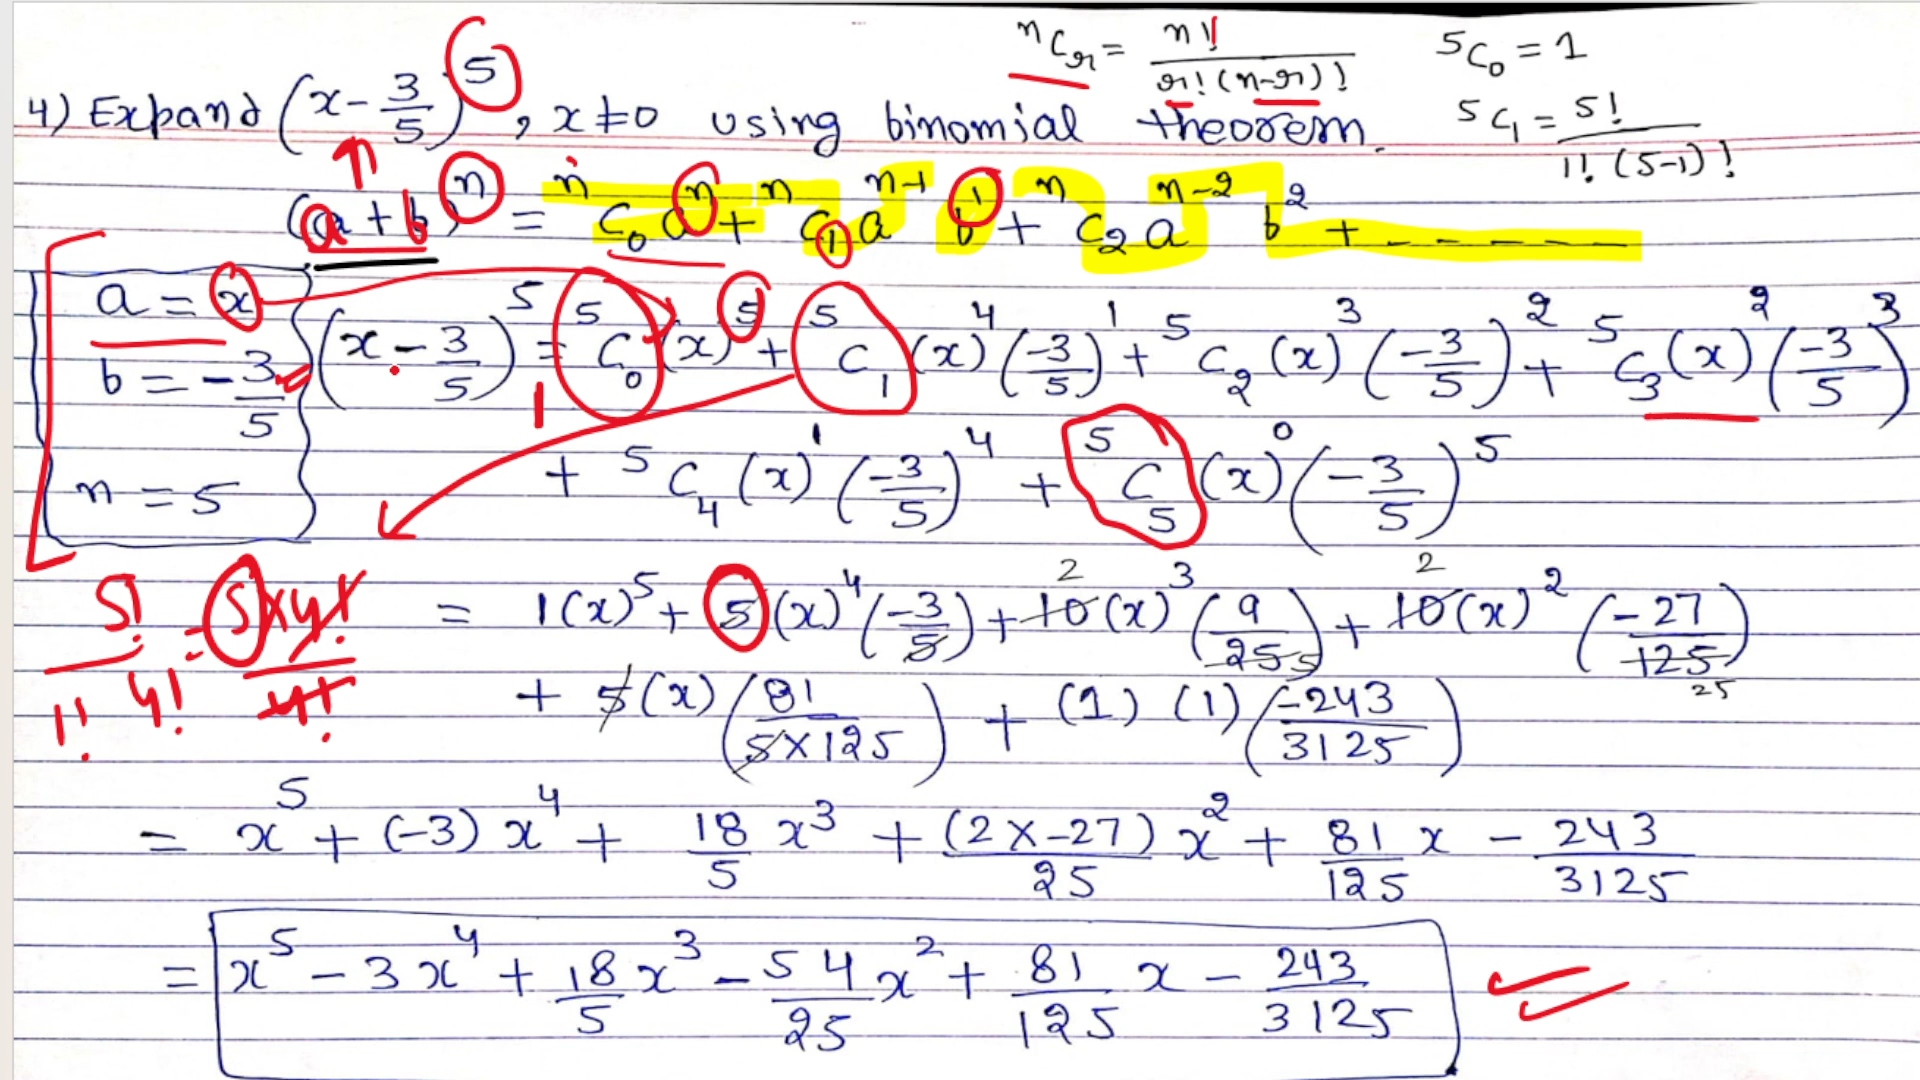 ⁿCr = n!/(r!(n-r)!)
⁵C₀ = 1
4) Expand (x - 3/5)⁵, x≠0 using binomial theorem.
⁵C₁ = 5!/(1!(5-1)!)
(a+b)ⁿ = ⁿC₀ aⁿ + ⁿC₁ aⁿ⁻¹ b¹ + ⁿC₂ aⁿ⁻² b² + - - - - - -
a = x
b = -3/5
n = 5
(x - 3/5)⁵ = ⁵C₀ (x)⁵ + ⁵C₁ (x)⁴ (-3/5)¹ + ⁵C₂ (x)³ (-3/5)² + ⁵C₃ (x)² (-3/5)³
1
+ ⁵C₄ (x)¹ (-3/5)⁴ + ⁵C₅ (x)⁰ (-3/5)⁵
5!/(1! 4!) = 5×4!/4!
= 1(x)⁵ + 5(x)⁴ (-3/5) + 10(x)³ (9/25) + 10(x)² (-27/125)
2 5 2 25
+ 5(x) (81/(5×125)) + (1) (1) (-243/3125)
= x⁵ + (-3) x⁴ + 18/5 x³ + (2×-27)/25 x² + 81/125 x - 243/3125
= x⁵ - 3x⁴ + 18/5 x³ - 54/25 x² + 81/125 x - 243/3125